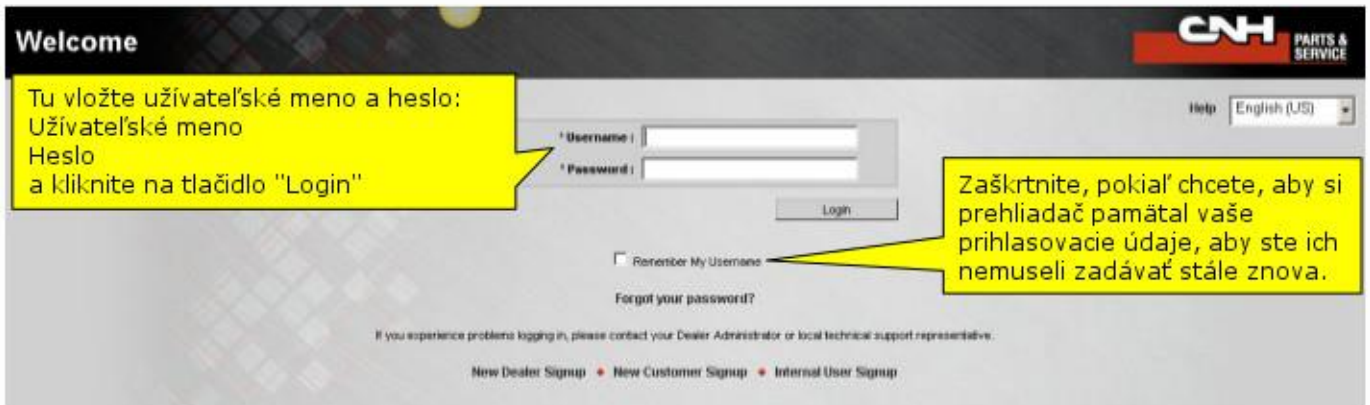 Welcome
CNH PARTS &
SERVICE
Tu vložte užívateľské meno a heslo:
Užívateľské meno
Heslo
a kliknite na tlačidlo "Login"
Help English (US)
* Username :
* Password :
Login
Zaškrtnite, pokiaľ chcete, aby si
prehliadač pamätal vaše
prihlasovacie údaje, aby ste ich
nemuseli zadávať stále znova.
Remember My Username
Forgot your password?
If you experience problems logging in, please contact your Dealer Administrator or local technical support representative.
New Dealer Signup ♦ New Customer Signup ♦ Internal User Signup